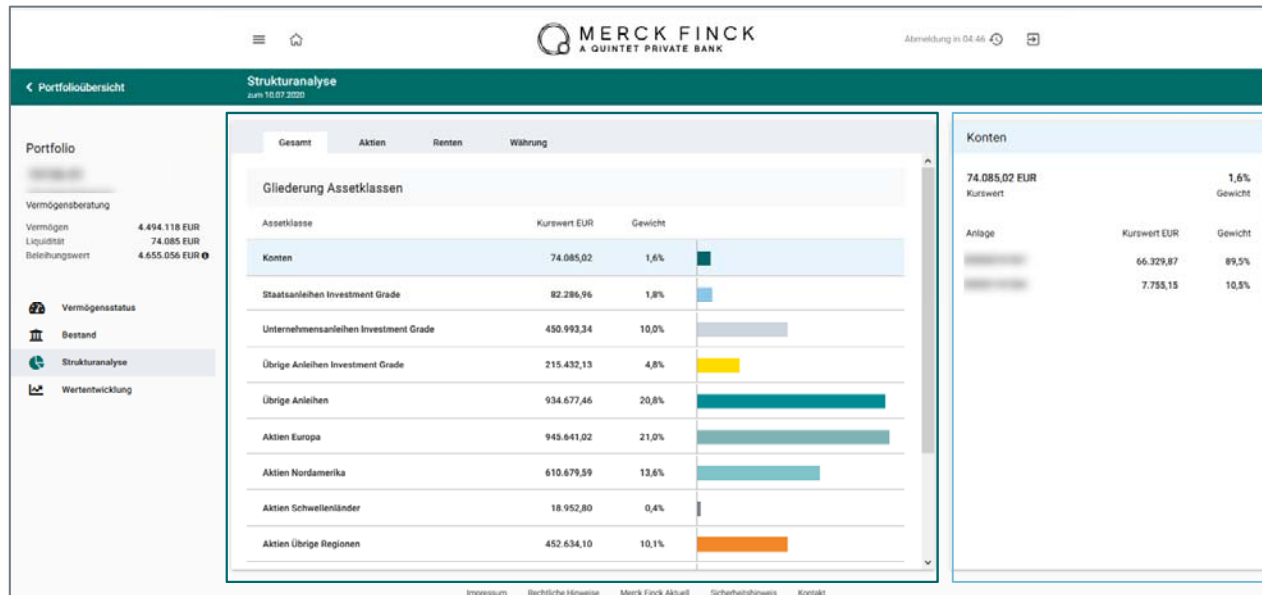 MERCK FINCK
A QUINTET PRIVATE BANK
Abmeldung in 04:46
Portfolioübersicht
Strukturanalyse
zum 10.07.2020
Portfolio
Vermögensberatung
Vermögen 4.494.118 EUR
Liquidität 74.085 EUR
Beleihungswert 4.655.056 EUR
Vermögensstatus
Bestand
Strukturanalyse
Wertentwicklung
Gesamt Aktien Renten Währung
Gliederung Assetklassen
Assetklasse Kurswert EUR Gewicht
Konten 74.085,02 1,6%
Staatsanleihen Investment Grade 82.286,96 1,8%
Unternehmensanleihen Investment Grade 450.993,34 10,0%
Übrige Anleihen Investment Grade 215.432,13 4,8%
Übrige Anleihen 934.677,46 20,8%
Aktien Europa 945.641,02 21,0%
Aktien Nordamerika 610.679,59 13,6%
Aktien Schwellenländer 18.952,80 0,4%
Aktien Übrige Regionen 452.634,10 10,1%
Konten
74.085,02 EUR 1,6%
Kurswert Gewicht
Anlage Kurswert EUR Gewicht
66.329,87 89,5%
7.755,15 10,5%
Impressum Rechtliche Hinweise Merck Finck Aktuell Sicherheitshinweis Kontakt